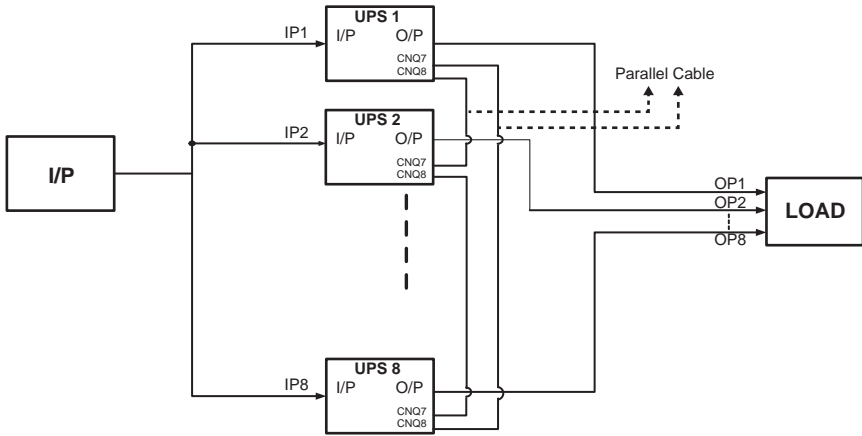 UPS 1
IP1
I/P O/P
CNQ7
CNQ8
Parallel Cable
UPS 2
IP2
I/P O/P
CNQ7
CNQ8
I/P
OP1
OP2
OP8
LOAD
UPS 8
IP8
I/P O/P
CNQ7
CNQ8